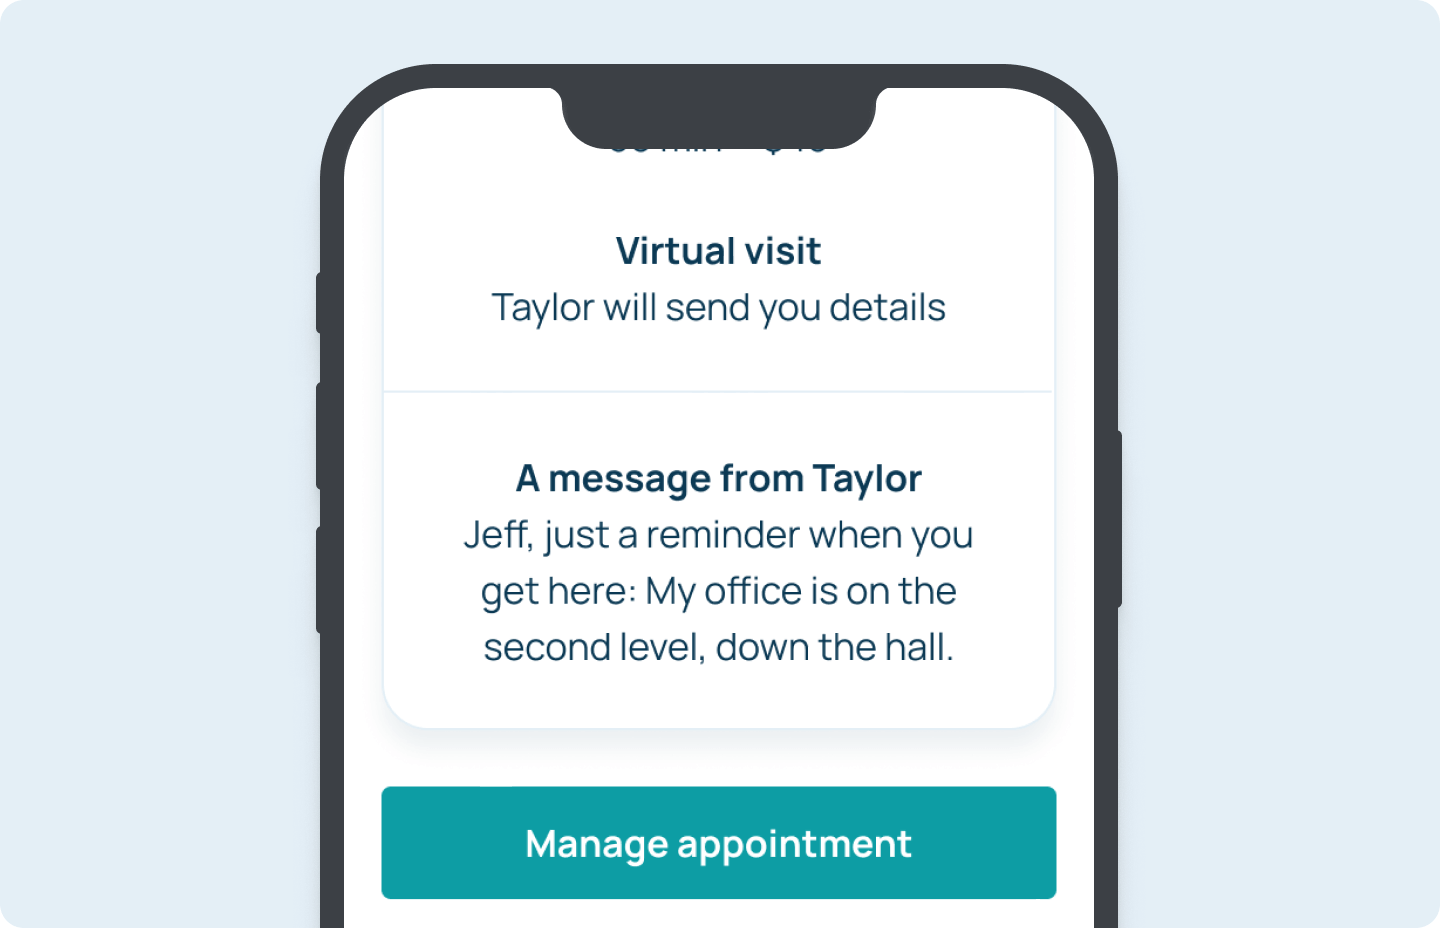 Virtual visit
Taylor will send you details
A message from Taylor
Jeff, just a reminder when you
get here: My office is on the
second level, down the hall.
Manage appointment